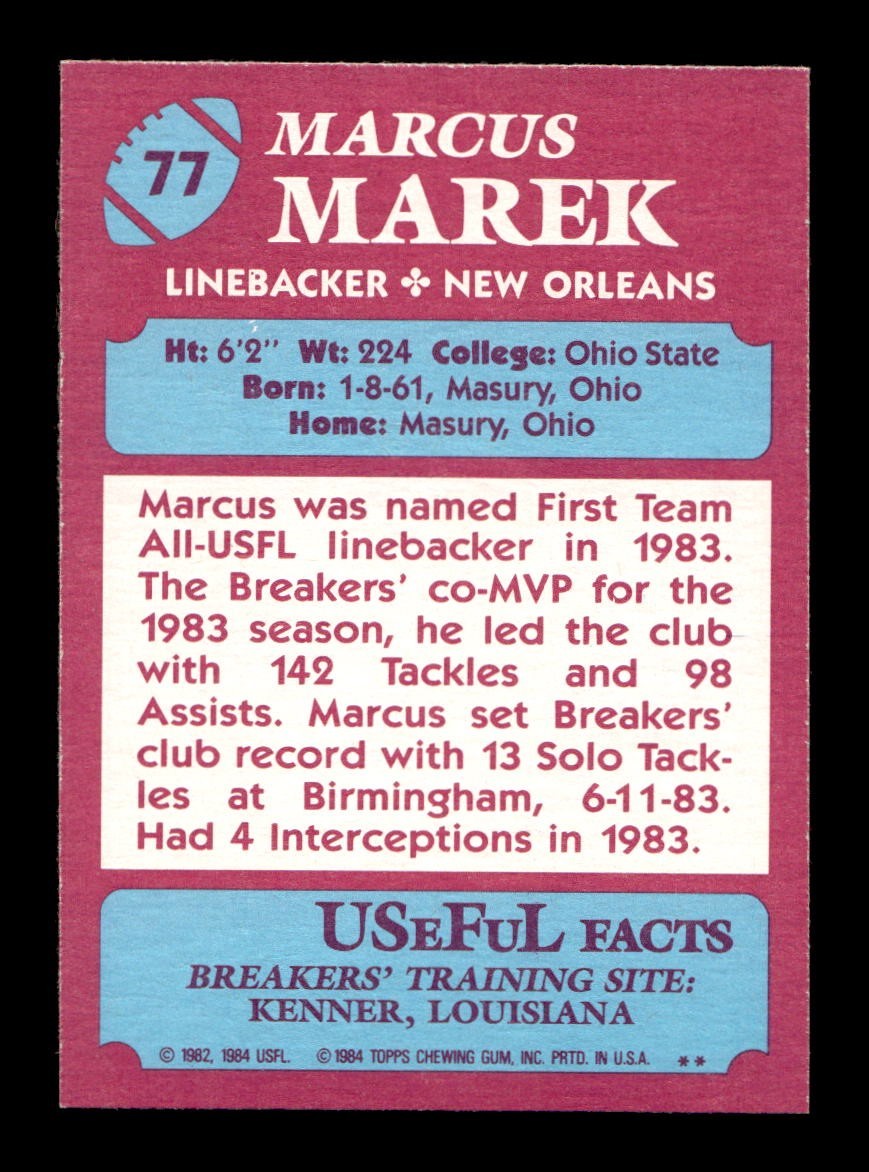 77
MARCUS
MAREK
LINEBACKER ✤ NEW ORLEANS
Ht: 6'2" Wt: 224 College: Ohio State
Born: 1-8-61, Masury, Ohio
Home: Masury, Ohio
Marcus was named First Team
All-USFL linebacker in 1983.
The Breakers' co-MVP for the
1983 season, he led the club
with 142 Tackles and 98
Assists. Marcus set Breakers'
club record with 13 Solo Tack-
les at Birmingham, 6-11-83.
Had 4 Interceptions in 1983.
USeFuL FACTS
BREAKERS' TRAINING SITE:
KENNER, LOUISIANA
© 1982, 1984 USFL. © 1984 TOPPS CHEWING GUM, INC. PRTD. IN U.S.A. **